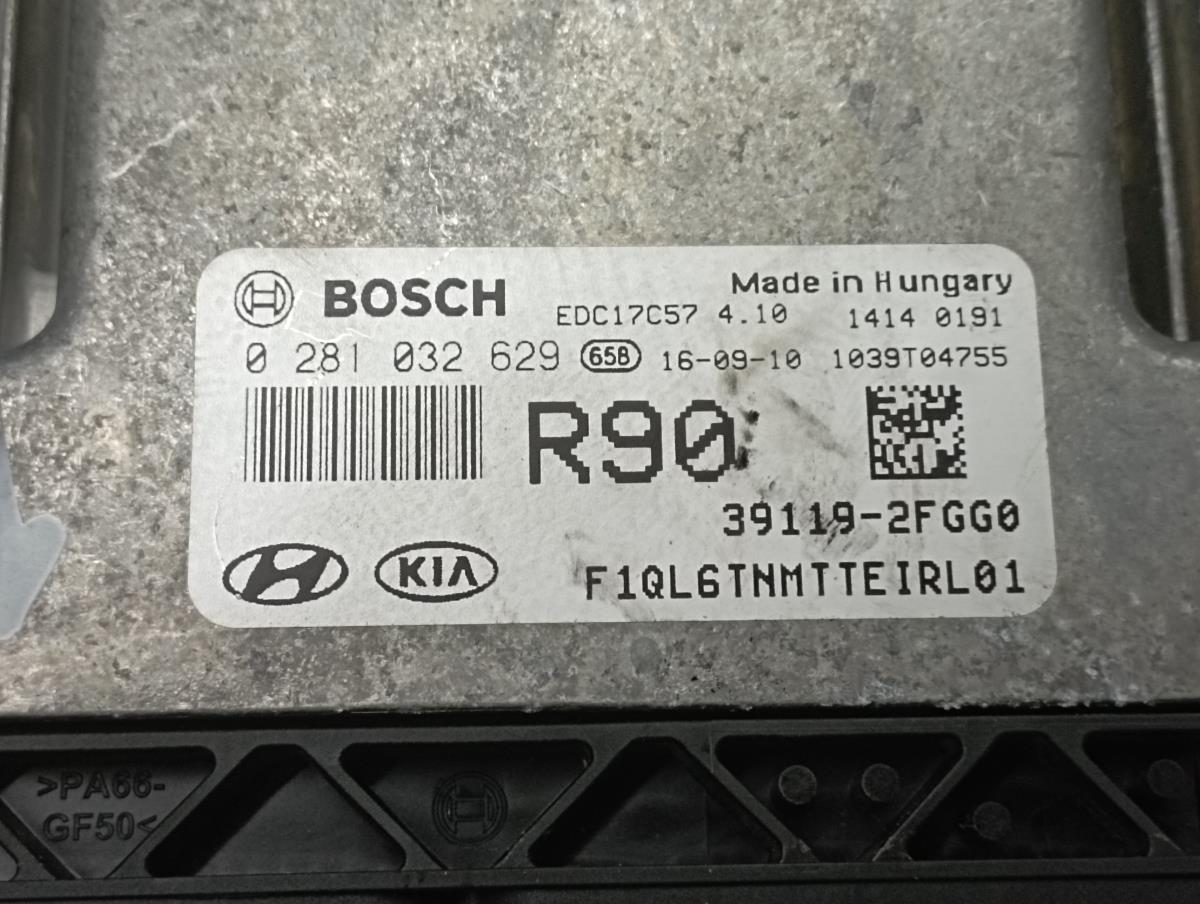 BOSCH
Made in Hungary
EDC17C57 4.10 1414 0191
0 281 032 629 65B 16-09-10 1039T04755
R90
39119-2FGG0
KIA F1QL6TNMTTEIRL01
>PA66-
GF50<